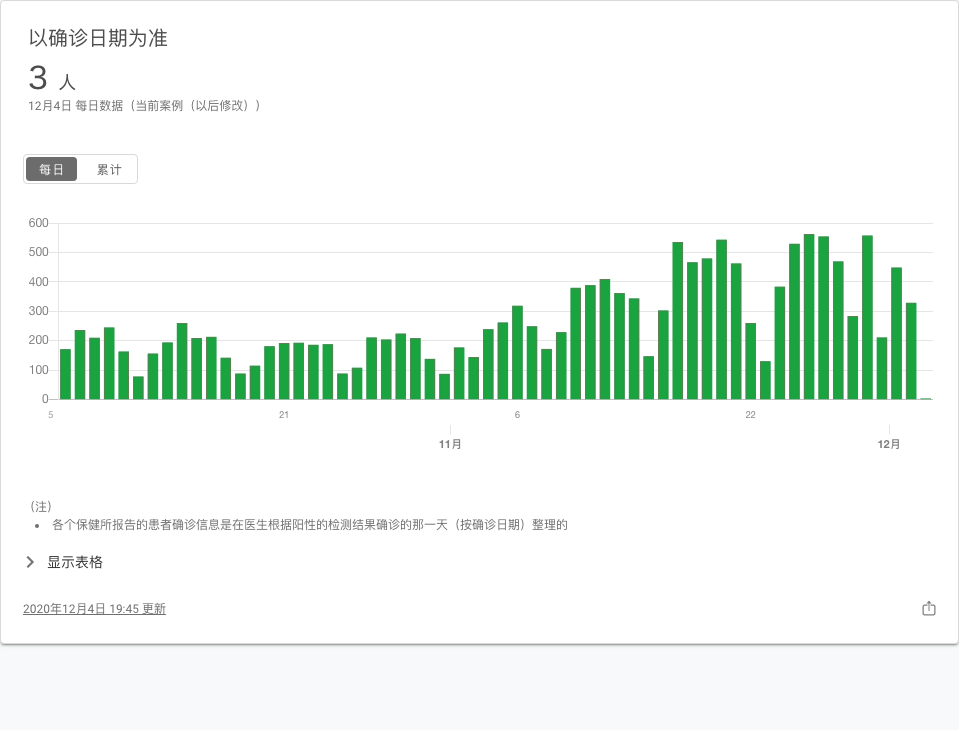 以确诊日期为准
3 人
12月4日 每日数据（当前案例（以后修改））
每日 累计
600
500
400
300
200
100
0
5 21 6 22
11月 12月
（注）
• 各个保健所报告的患者确诊信息是在医生根据阳性的检测结果确诊的那一天（按确诊日期）整理的
显示表格
2020年12月4日 19:45 更新